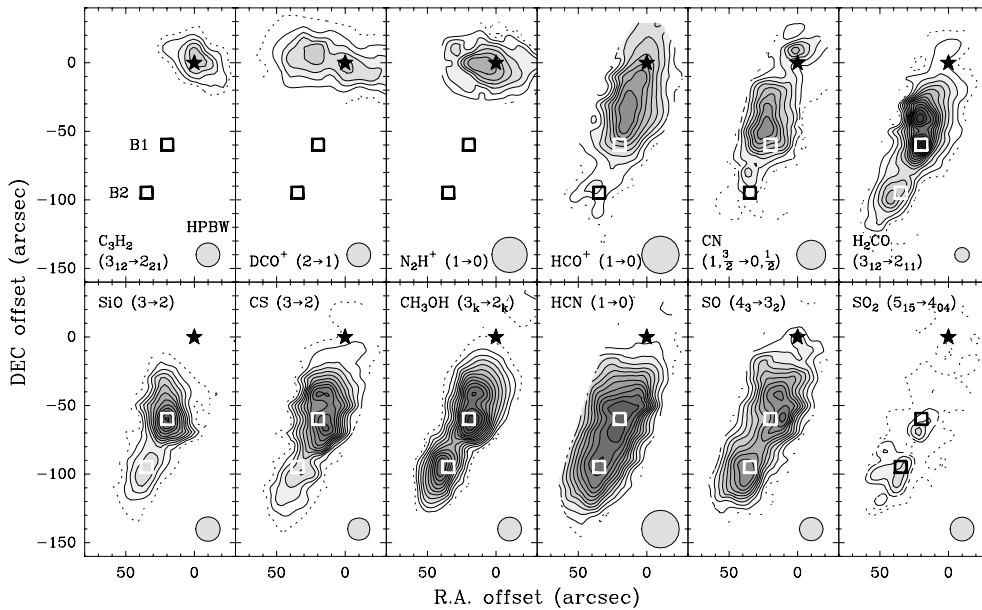 DEC offset (arcsec)
0
−50
−100
−150
B1
B2
HPBW
C₃H₂
(3₁₂→2₂₁)
DCO⁺ (2→1)
N₂H⁺ (1→0)
HCO⁺ (1→0)
CN
(1,3/2→0,1/2)
H₂CO
(3₁₂→2₁₁)
0
−50
−100
−150
SiO (3→2)
CS (3→2)
CH₃OH (3ₖ→2ₖ)
HCN (1→0)
SO (4₃→3₂)
SO₂ (5₁₅→4₀₄)
50 0 50 0 50 0 50 0 50 0 50 0
R.A. offset (arcsec)